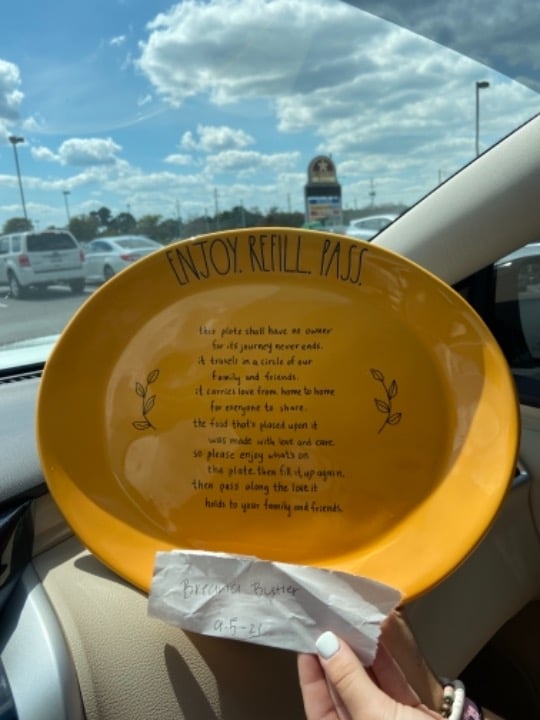 ENJOY. REFILL. PASS.
this plate shall have no owner
for its journey never ends.
it travels in a circle of our
family and friends.
it carries love from home to home
for everyone to share.
the food that's placed upon it
was made with love and care.
so please enjoy what's on
the plate. then fill it up again.
then pass along the love it
holds to your family and friends.
Butler
9-5-21